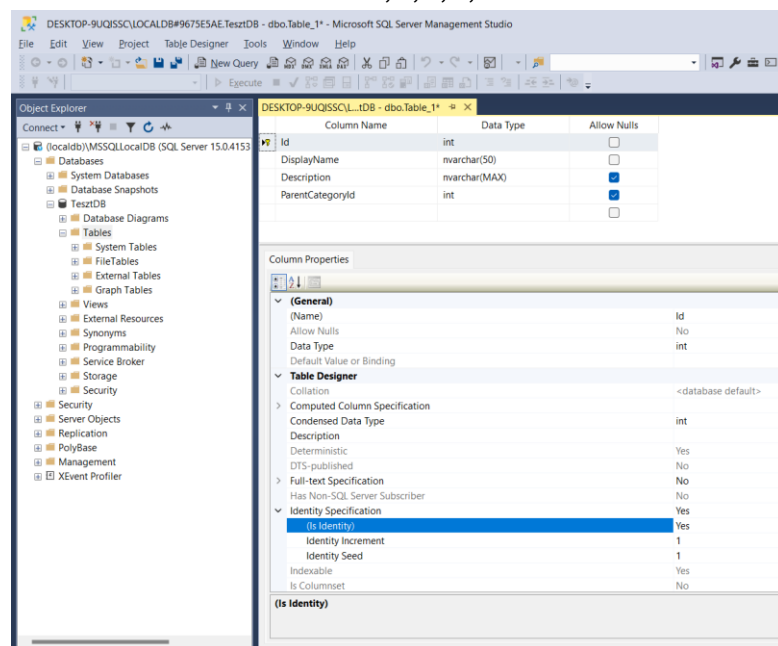 DESKTOP-9UQISSC\LOCALDB#9675E5AE.TesztDB - dbo.Table_1* - Microsoft SQL Server Management Studio
File Edit View Project Table Designer Tools Window Help
New Query
Execute
Object Explorer
Connect
(localdb)\MSSQLLocalDB (SQL Server 15.0.4153
Databases
System Databases
Database Snapshots
TesztDB
Database Diagrams
Tables
System Tables
FileTables
External Tables
Graph Tables
Views
External Resources
Synonyms
Programmability
Service Broker
Storage
Security
Security
Server Objects
Replication
PolyBase
Management
XEvent Profiler
DESKTOP-9UQISSC\L...tDB - dbo.Table_1*
Column Name Data Type Allow Nulls
Id int
DisplayName nvarchar(50)
Description nvarchar(MAX)
ParentCategoryId int
Column Properties
(General)
(Name) Id
Allow Nulls No
Data Type int
Default Value or Binding
Table Designer
Collation <database default>
Computed Column Specification
Condensed Data Type int
Description
Deterministic Yes
DTS-published No
Full-text Specification No
Has Non-SQL Server Subscriber No
Identity Specification Yes
(Is Identity) Yes
Identity Increment 1
Identity Seed 1
Indexable Yes
Is Columnset No
(Is Identity)